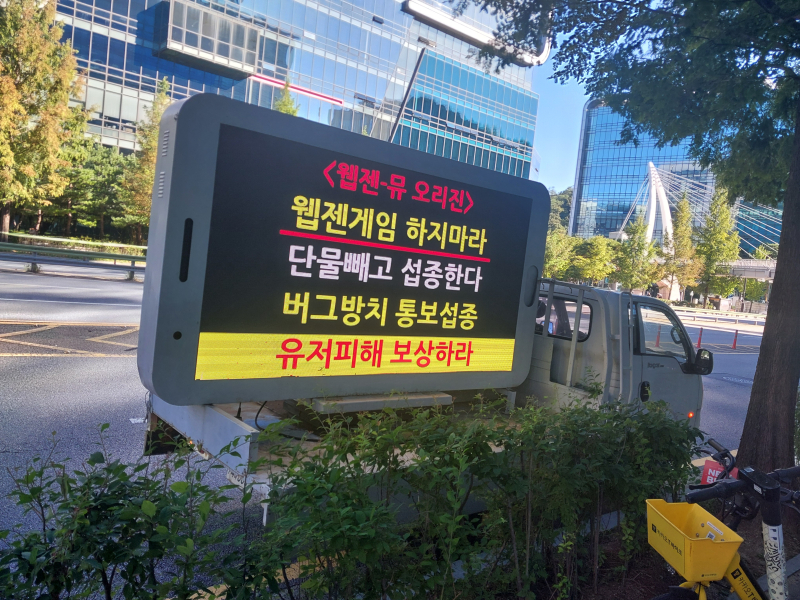 <웹젠-뮤 오리진>
웹젠게임 하지마라
단물빼고 섭종한다
버그방치 통보섭종
유저피해 보상하라